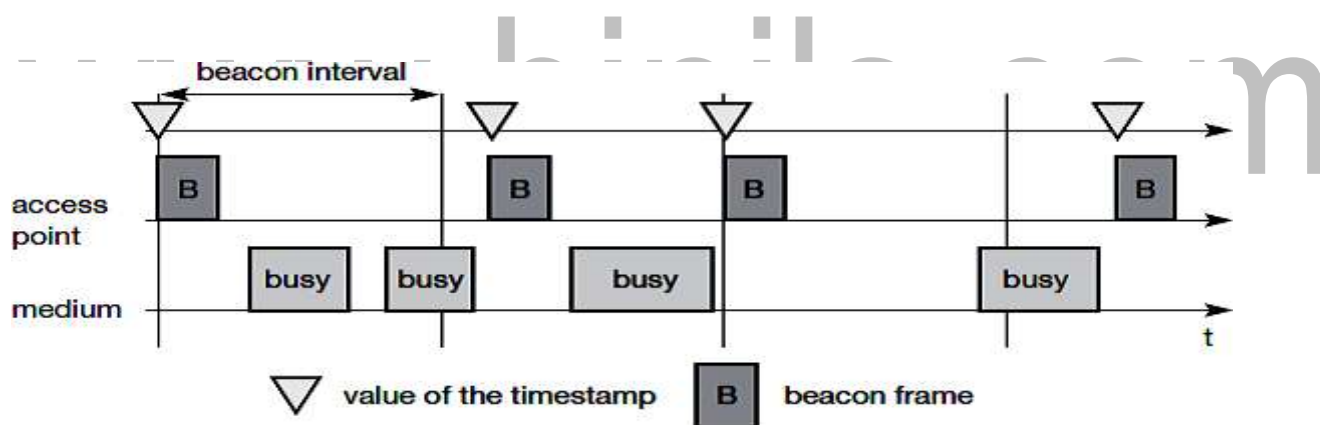 beacon interval
B B B B
access
point
busy busy busy busy
medium
t
value of the timestamp B beacon frame